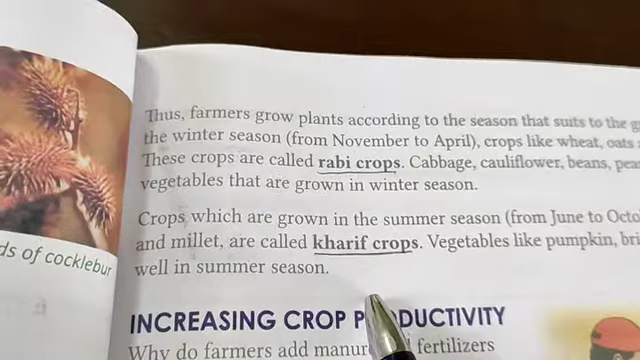 ds of cocklebur
Thus, farmers grow plants according to the season that suits to the
the winter season (from November to April), crops like wheat, oats
These crops are called rabi crops. Cabbage, cauliflower, beans,
vegetables that are grown in winter season.
Crops which are grown in the summer season (from June to
and millet, are called kharif crops. Vegetables like pumpkin,
well in summer season.
INCREASING CROP PRODUCTIVITY
Why do farmers add fertilizers